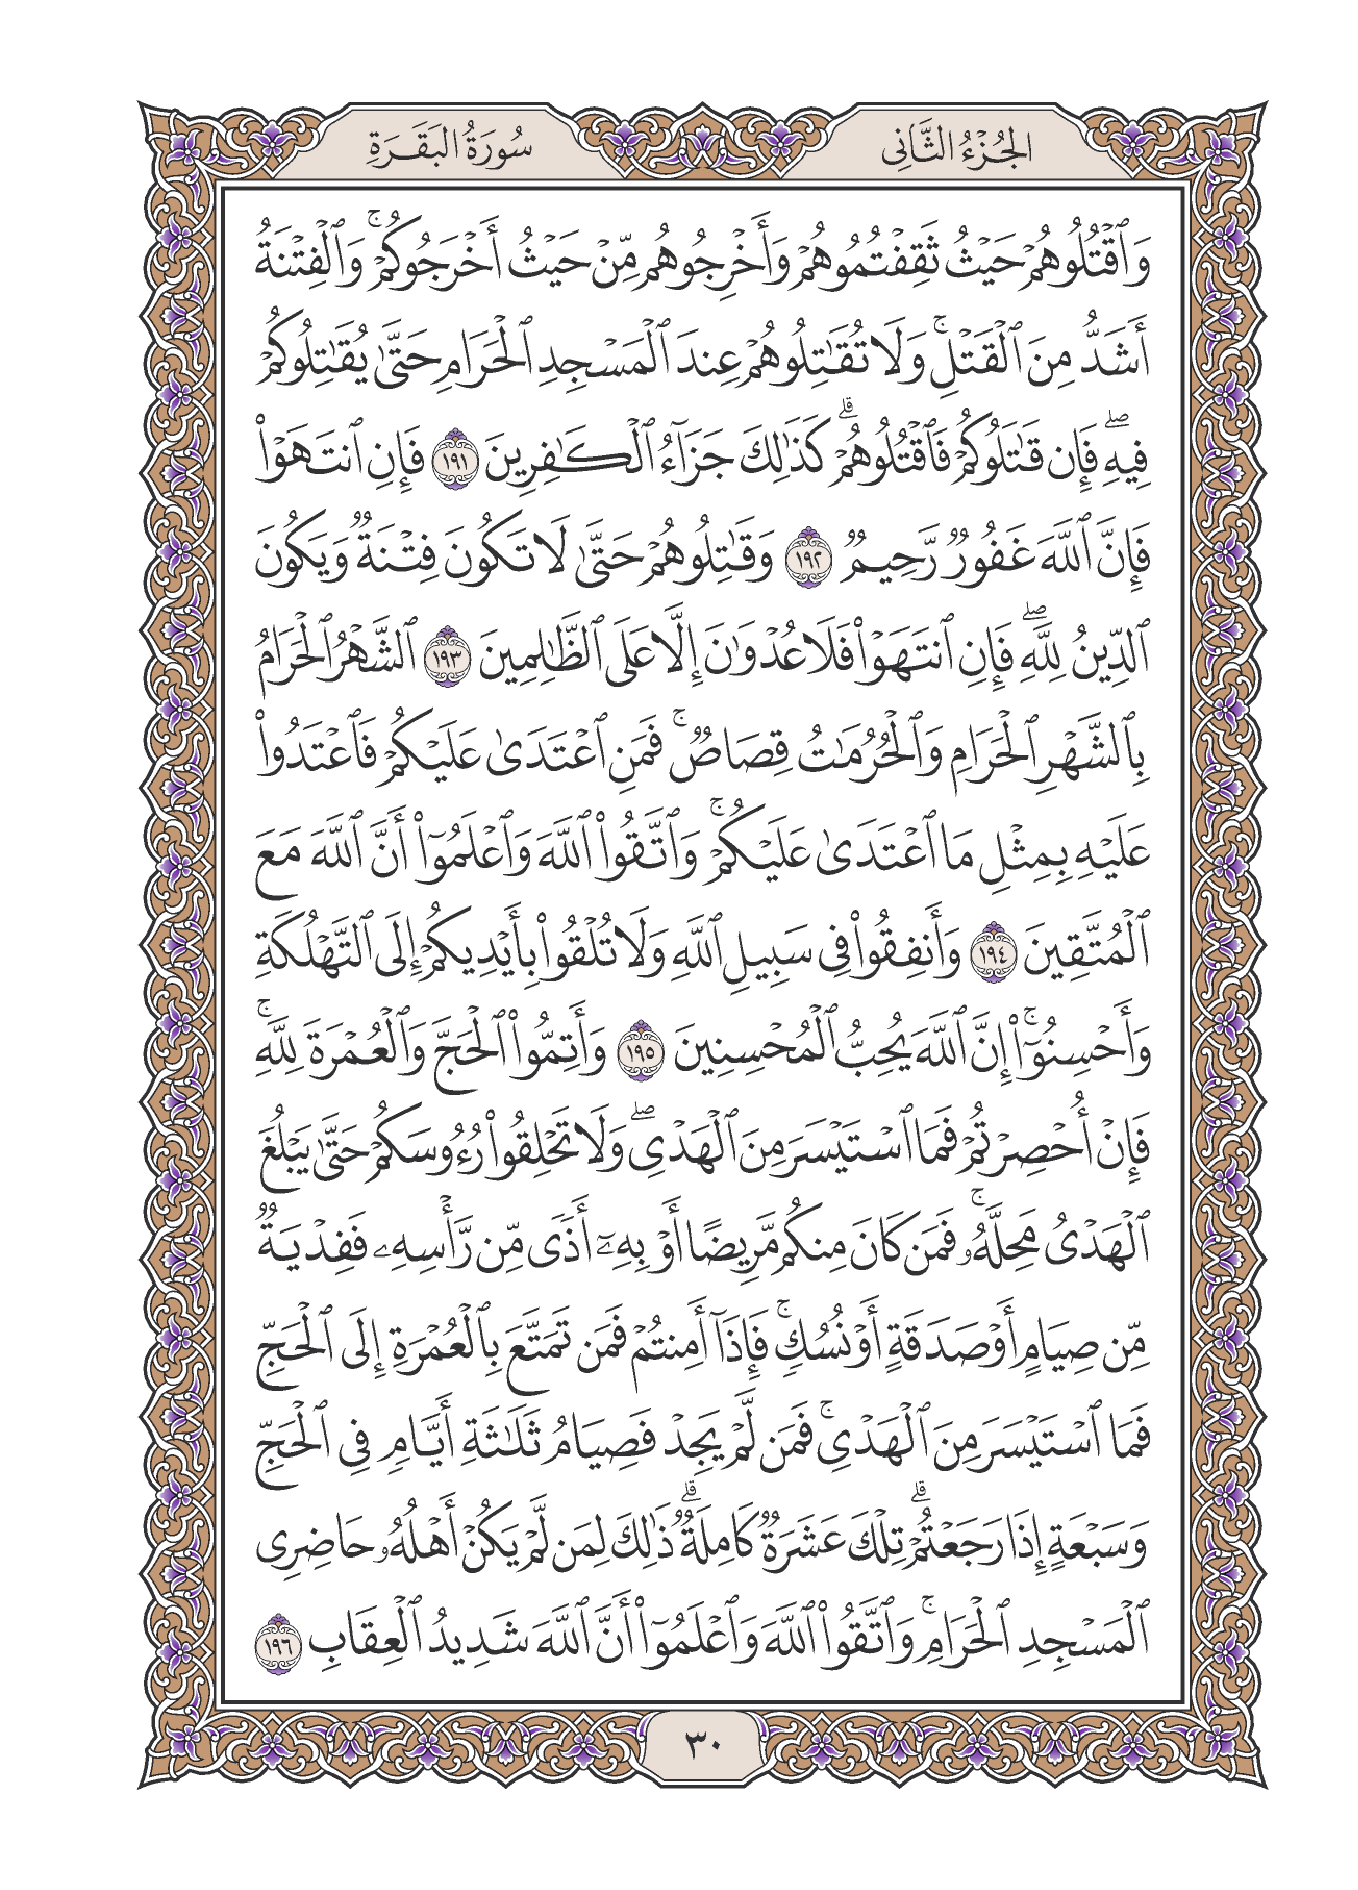 الجُزْءُ الثَّانِى
سُورَةُ البَقَرَةِ
وَٱقْتُلُوهُمْ حَيْثُ ثَقِفْتُمُوهُمْ وَأَخْرِجُوهُم مِّنْ حَيْثُ أَخْرَجُوكُمْۚ وَٱلْفِتْنَةُ
أَشَدُّ مِنَ ٱلْقَتْلِۚ وَلَا تُقَٰتِلُوهُمْ عِندَ ٱلْمَسْجِدِ ٱلْحَرَامِ حَتَّىٰ يُقَٰتِلُوكُمْ
فِيهِۖ فَإِن قَٰتَلُوكُمْ فَٱقْتُلُوهُمْۗ كَذَٰلِكَ جَزَآءُ ٱلْكَٰفِرِينَ ١٩١ فَإِنِ ٱنتَهَوْا۟
فَإِنَّ ٱللَّهَ غَفُورٌ رَّحِيمٌ ١٩٢ وَقَٰتِلُوهُمْ حَتَّىٰ لَا تَكُونَ فِتْنَةٌ وَيَكُونَ
ٱلدِّينُ لِلَّهِۖ فَإِنِ ٱنتَهَوْا۟ فَلَا عُدْوَٰنَ إِلَّا عَلَى ٱلظَّٰلِمِينَ ١٩٣ ٱلشَّهْرُ ٱلْحَرَامُ
بِٱلشَّهْرِ ٱلْحَرَامِ وَٱلْحُرُمَٰتُ قِصَاصٌۚ فَمَنِ ٱعْتَدَىٰ عَلَيْكُمْ فَٱعْتَدُوا۟
عَلَيْهِ بِمِثْلِ مَا ٱعْتَدَىٰ عَلَيْكُمْۚ وَٱتَّقُوا۟ ٱللَّهَ وَٱعْلَمُوٓا۟ أَنَّ ٱللَّهَ مَعَ
ٱلْمُتَّقِينَ ١٩٤ وَأَنفِقُوا۟ فِى سَبِيلِ ٱللَّهِ وَلَا تُلْقُوا۟ بِأَيْدِيكُمْ إِلَى ٱلتَّهْلُكَةِ
وَأَحْسِنُوٓا۟ۚ إِنَّ ٱللَّهَ يُحِبُّ ٱلْمُحْسِنِينَ ١٩٥ وَأَتِمُّوا۟ ٱلْحَجَّ وَٱلْعُمْرَةَ لِلَّهِۚ
فَإِنْ أُحْصِرْتُمْ فَمَا ٱسْتَيْسَرَ مِنَ ٱلْهَدْىِۖ وَلَا تَحْلِقُوا۟ رُءُوسَكُمْ حَتَّىٰ يَبْلُغَ
ٱلْهَدْىُ مَحِلَّهُۥۚ فَمَن كَانَ مِنكُم مَّرِيضًا أَوْ بِهِۦٓ أَذًى مِّن رَّأْسِهِۦ فَفِدْيَةٌ
مِّن صِيَامٍ أَوْ صَدَقَةٍ أَوْ نُسُكٍۚ فَإِذَآ أَمِنتُمْ فَمَن تَمَتَّعَ بِٱلْعُمْرَةِ إِلَى ٱلْحَجِّ
فَمَا ٱسْتَيْسَرَ مِنَ ٱلْهَدْىِۚ فَمَن لَّمْ يَجِدْ فَصِيَامُ ثَلَٰثَةِ أَيَّامٍ فِى ٱلْحَجِّ
وَسَبْعَةٍ إِذَا رَجَعْتُمْۗ تِلْكَ عَشَرَةٌ كَامِلَةٌۗ ذَٰلِكَ لِمَن لَّمْ يَكُنْ أَهْلُهُۥ حَاضِرِى
ٱلْمَسْجِدِ ٱلْحَرَامِۚ وَٱتَّقُوا۟ ٱللَّهَ وَٱعْلَمُوٓا۟ أَنَّ ٱللَّهَ شَدِيدُ ٱلْعِقَابِ ١٩٦
٣٠